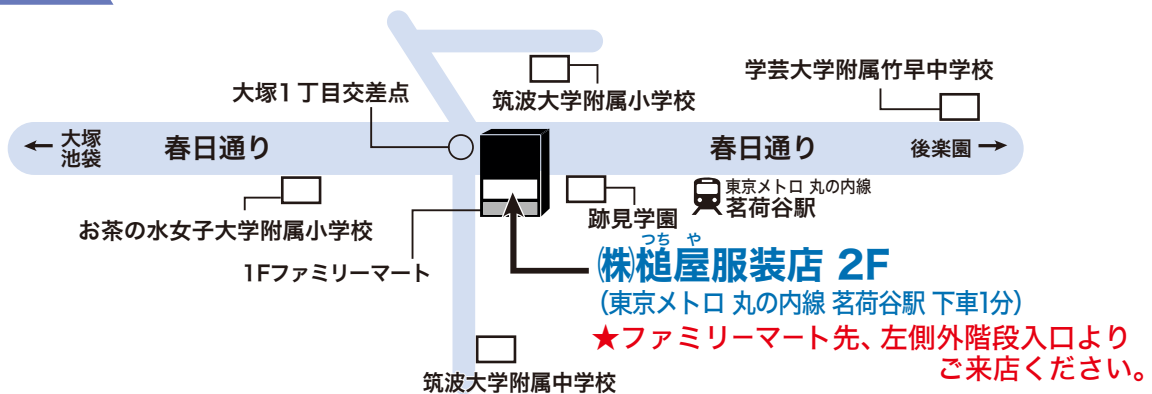 学芸大学附属竹早中学校
大塚1丁目交差点
筑波大学附属小学校
← 大塚
池袋
春日通り
春日通り
後楽園 →
東京メトロ 丸の内線
茗荷谷駅
跡見学園
お茶の水女子大学附属小学校
1Fファミリーマート
つち や
㈱槌屋服装店 2F
(東京メトロ 丸の内線 茗荷谷駅 下車1分)
★ファミリーマート先、左側外階段入口より
ご来店ください。
筑波大学附属中学校